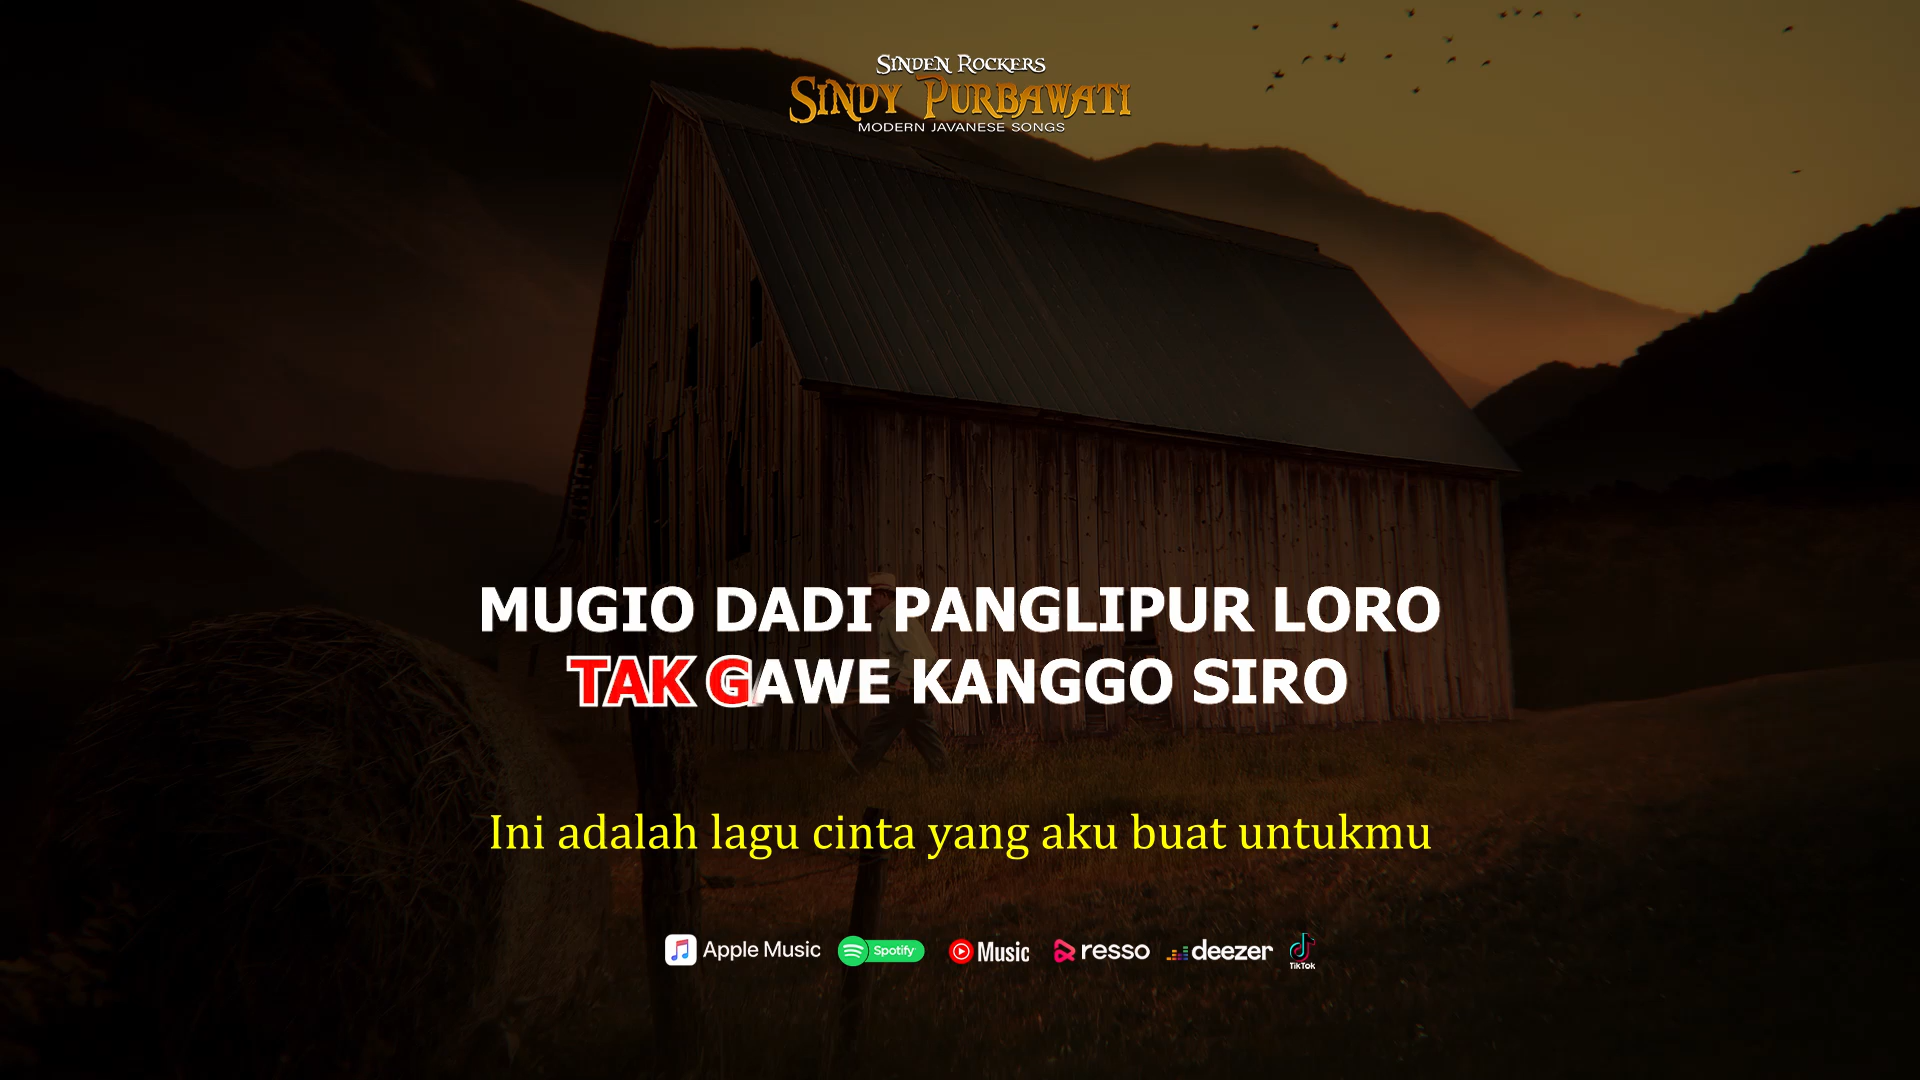 SINDEN ROCKERS
SINDY PURBAWATI
MODERN JAVANESE SONGS
MUGIO DADI PANGLIPUR LORO
TAK GAWE KANGGO SIRO
Ini adalah lagu cinta yang aku buat untukmu
Apple Music Spotify Music resso deezer TikTok